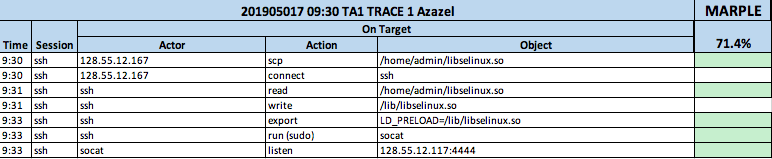 201905017 09:30 TA1 TRACE 1 Azazel MARPLE
On Target 71.4%
Time Session Actor Action Object
9:30 ssh 128.55.12.167 scp /home/admin/libselinux.so
9:30 ssh 128.55.12.167 connect ssh
9:31 ssh ssh read /home/admin/libselinux.so
9:31 ssh ssh write /lib/libselinux.so
9:33 ssh ssh export LD_PRELOAD=/lib/libselinux.so
9:33 ssh ssh run (sudo) socat
9:33 ssh socat listen 128.55.12.117:4444